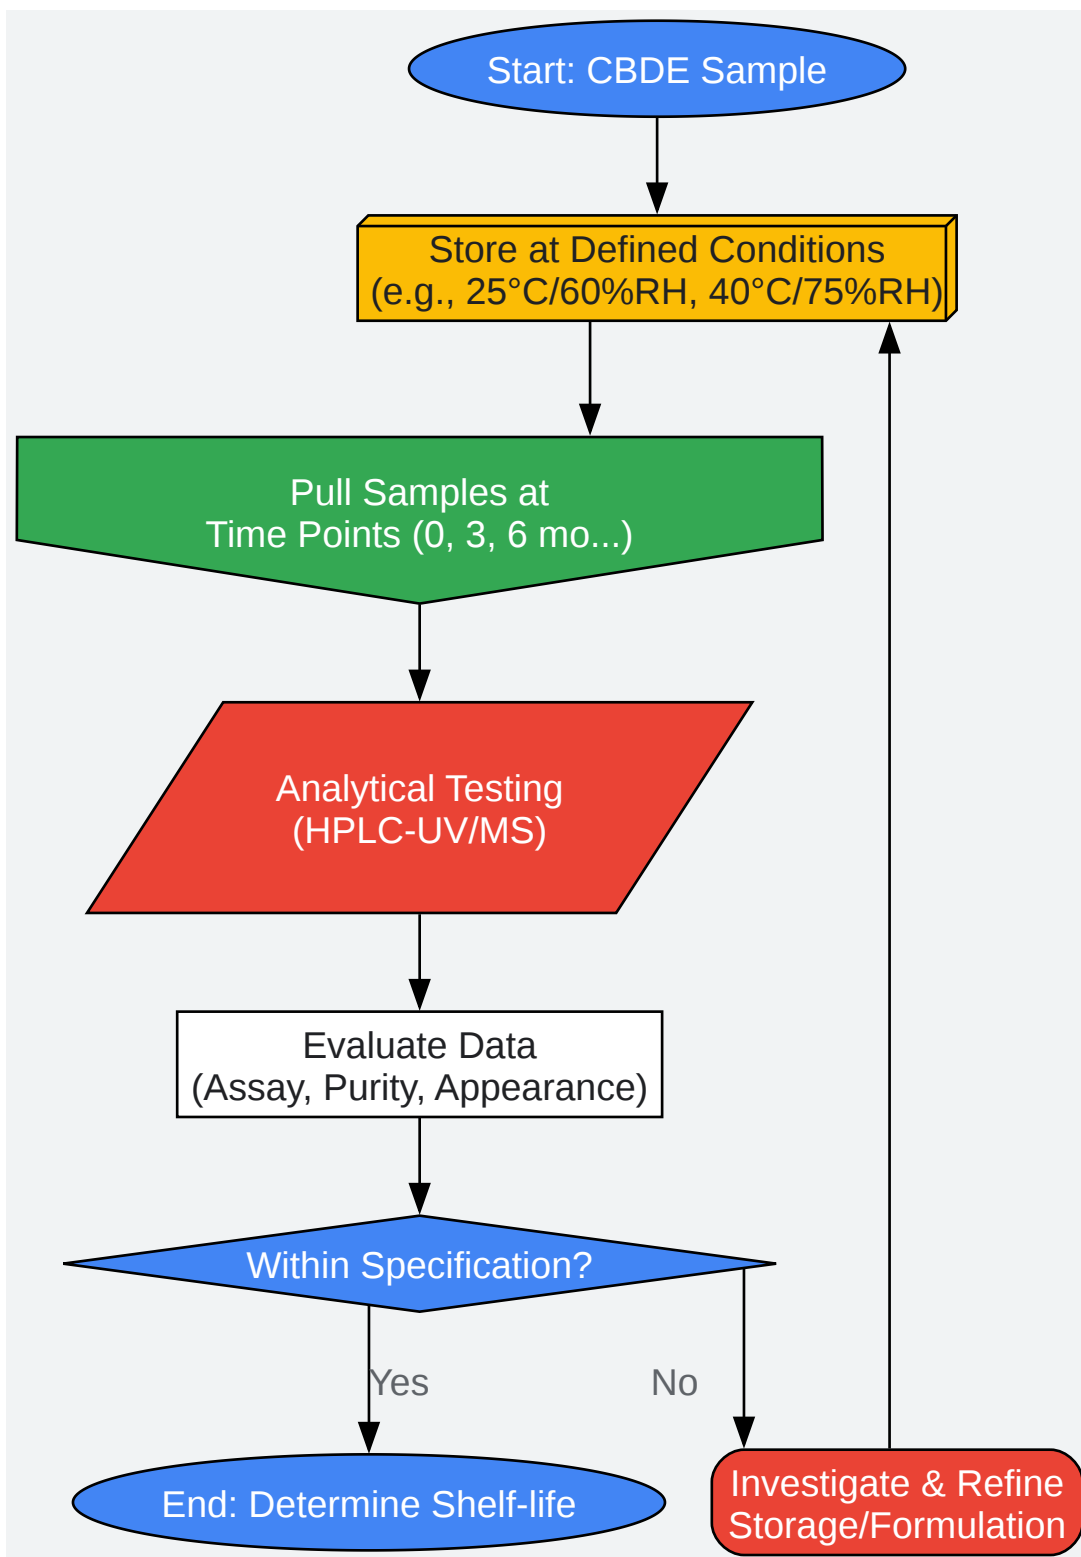 Start: CBDE Sample
Store at Defined Conditions
(e.g., 25°C/60%RH, 40°C/75%RH)
Pull Samples at
Time Points (0, 3, 6 mo...)
Analytical Testing
(HPLC-UV/MS)
Evaluate Data
(Assay, Purity, Appearance)
Within Specification?
Yes
No
End: Determine Shelf-life
Investigate & Refine
Storage/Formulation